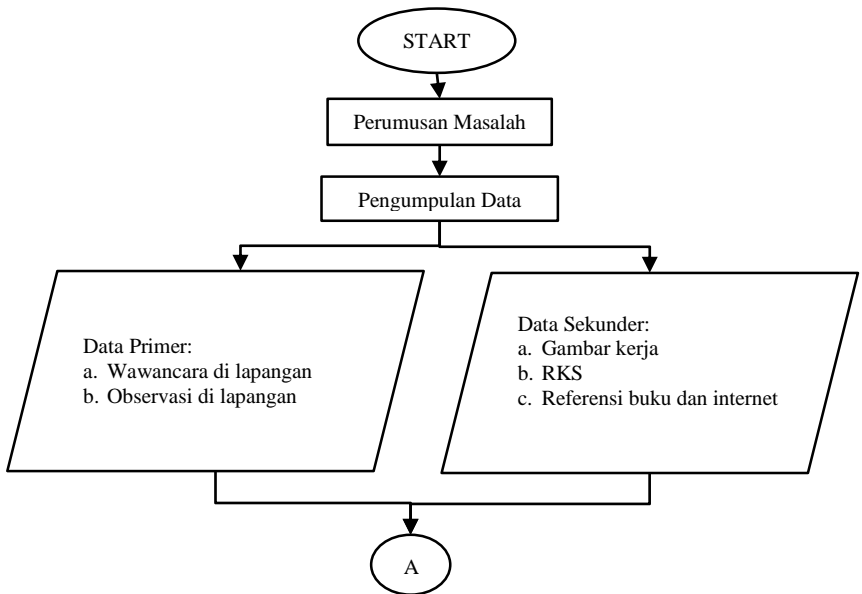 START
Perumusan Masalah
Pengumpulan Data
Data Primer:
a. Wawancara di lapangan
b. Observasi di lapangan
Data Sekunder:
a. Gambar kerja
b. RKS
c. Referensi buku dan internet
A